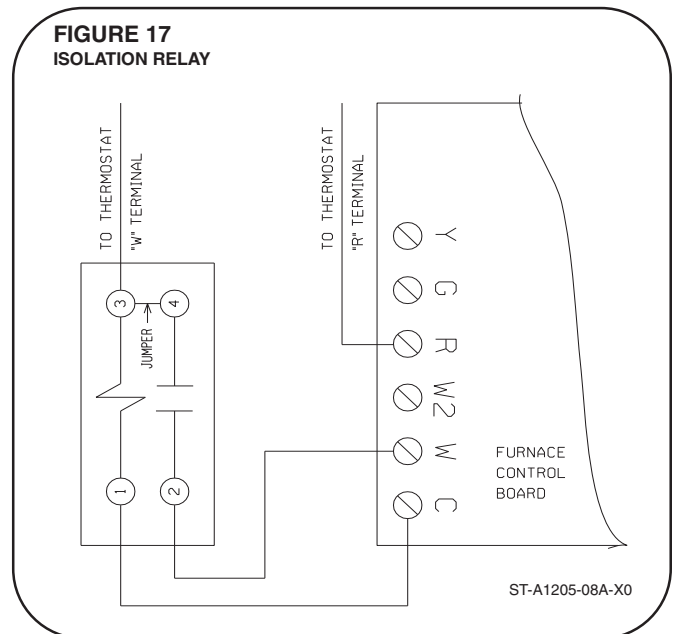 FIGURE 17
ISOLATION RELAY
TO THERMOSTAT
"W" TERMINAL
TO THERMOSTAT
"R" TERMINAL
3
4
JUMPER
1
2
Y
G
R
W2
W
C
FURNACE
CONTROL
BOARD
ST-A1205-08A-X0